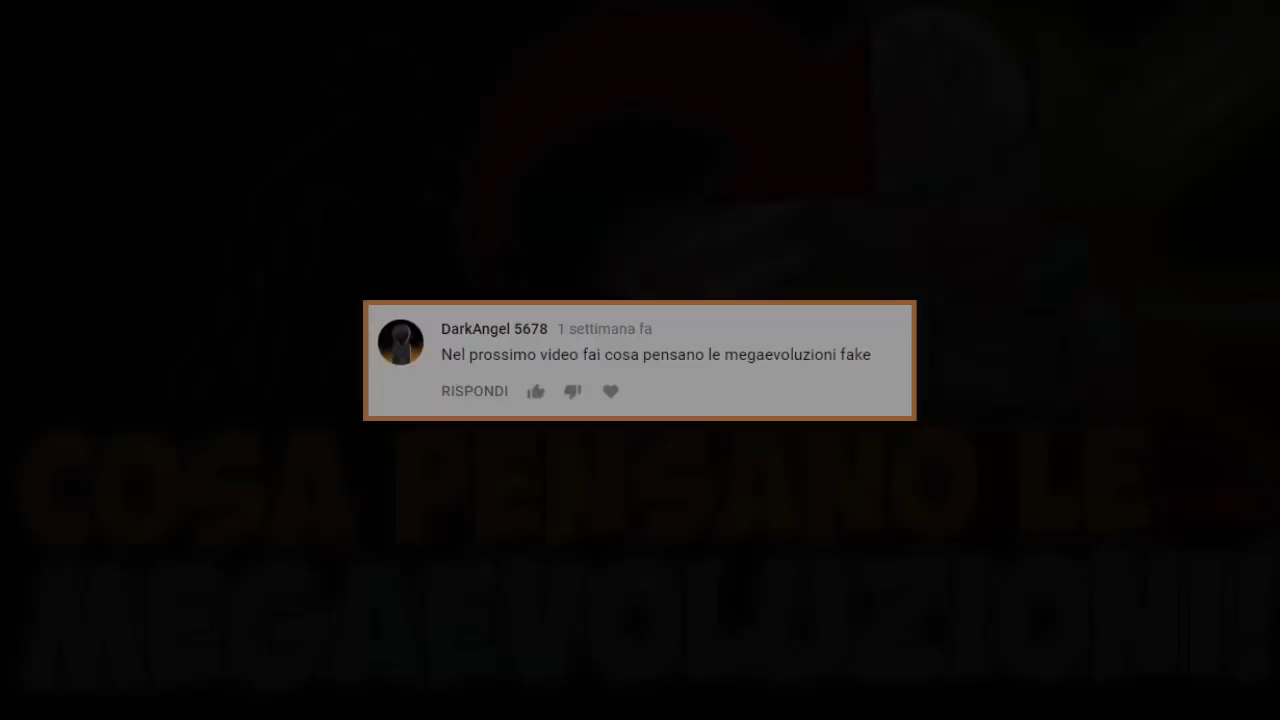 DarkAngel 5678 1 settimana fa
Nel prossimo video fai cosa pensano le megaevoluzioni fake
RISPONDI
COSA PENSANO LE
MEGAEVOLUZIONI!